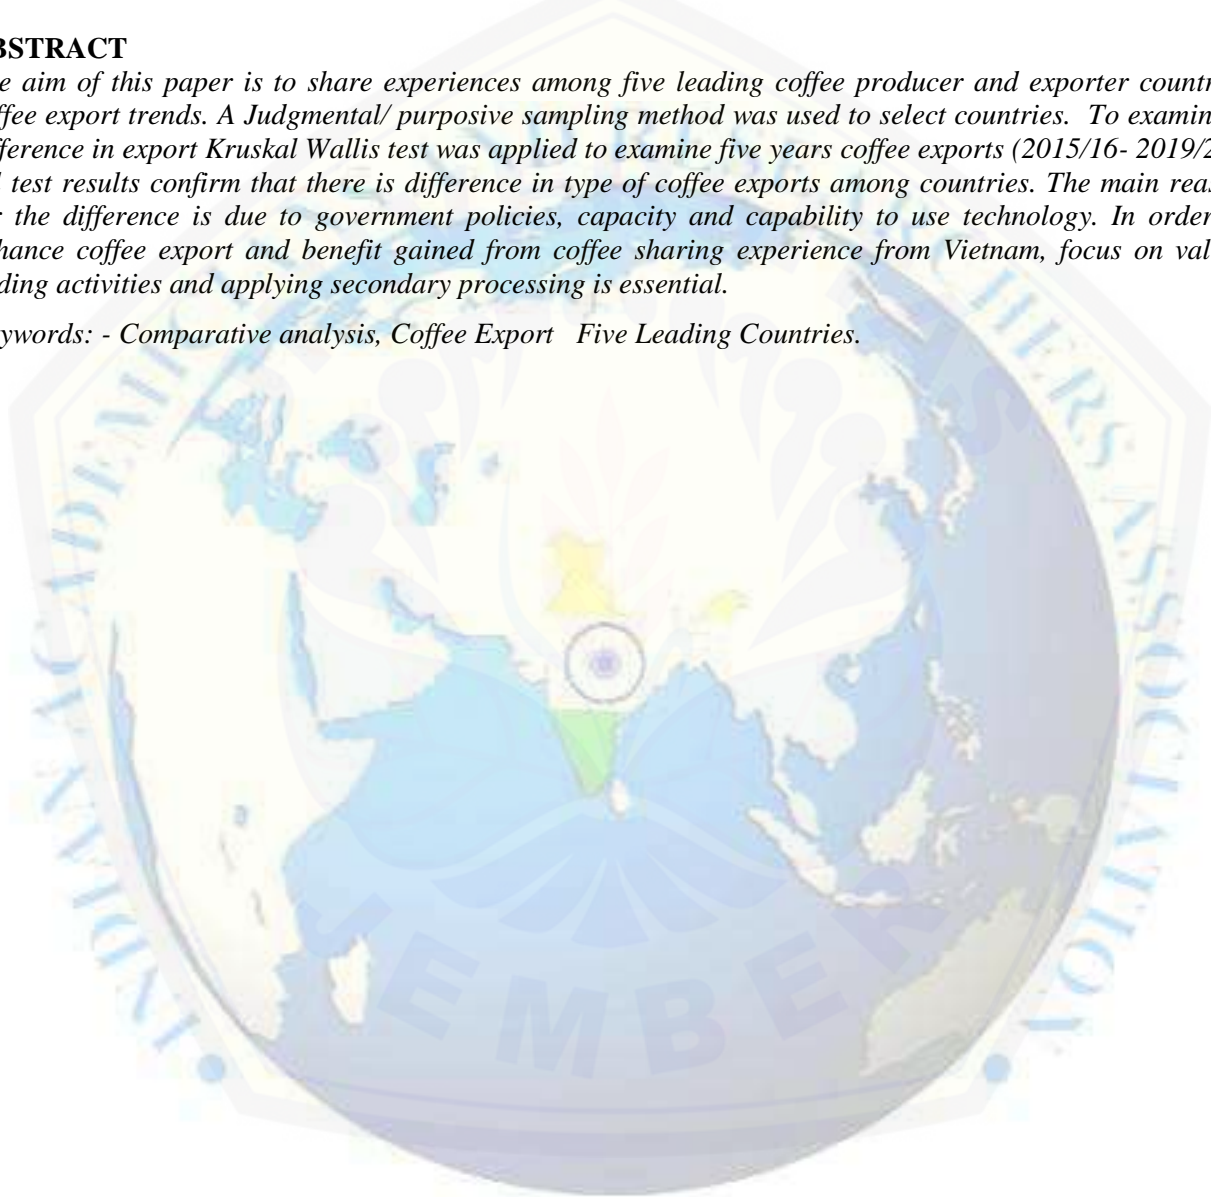 BSTRACT
e aim of this paper is to share experiences among five leading coffee producer and exporter countr
ffee export trends. A Judgmental/ purposive sampling method was used to select countries. To examin
fference in export Kruskal Wallis test was applied to examine five years coffee exports (2015/16- 2019/2
d test results confirm that there is difference in type of coffee exports among countries. The main reas
r the difference is due to government policies, capacity and capability to use technology. In order
hance coffee export and benefit gained from coffee sharing experience from Vietnam, focus on val
ding activities and applying secondary processing is essential.
ywords: - Comparative analysis, Coffee Export Five Leading Countries.
INDIAN ACADEMIC RESEARCHERS ASSOCIATION
JEMBER